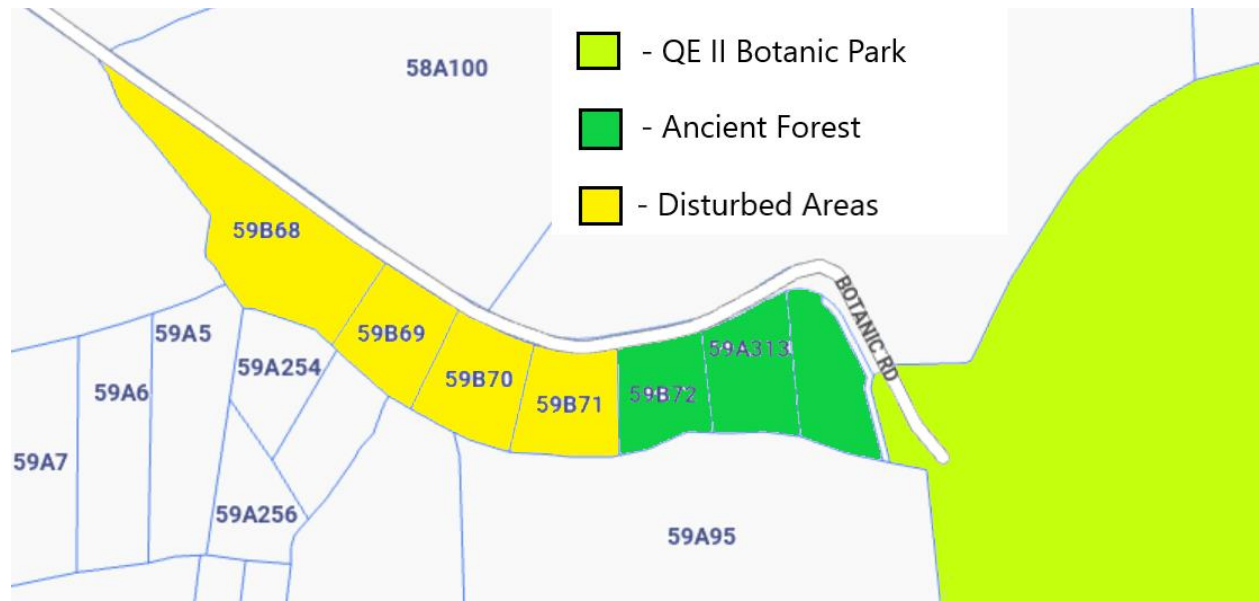 58A100
- QE II Botanic Park
- Ancient Forest
- Disturbed Areas
59B68
BOTANIC RD
59A5
59B69
59A313
59A254
59B70
59A6
59B71
59B72
59A7
59A256
59A95